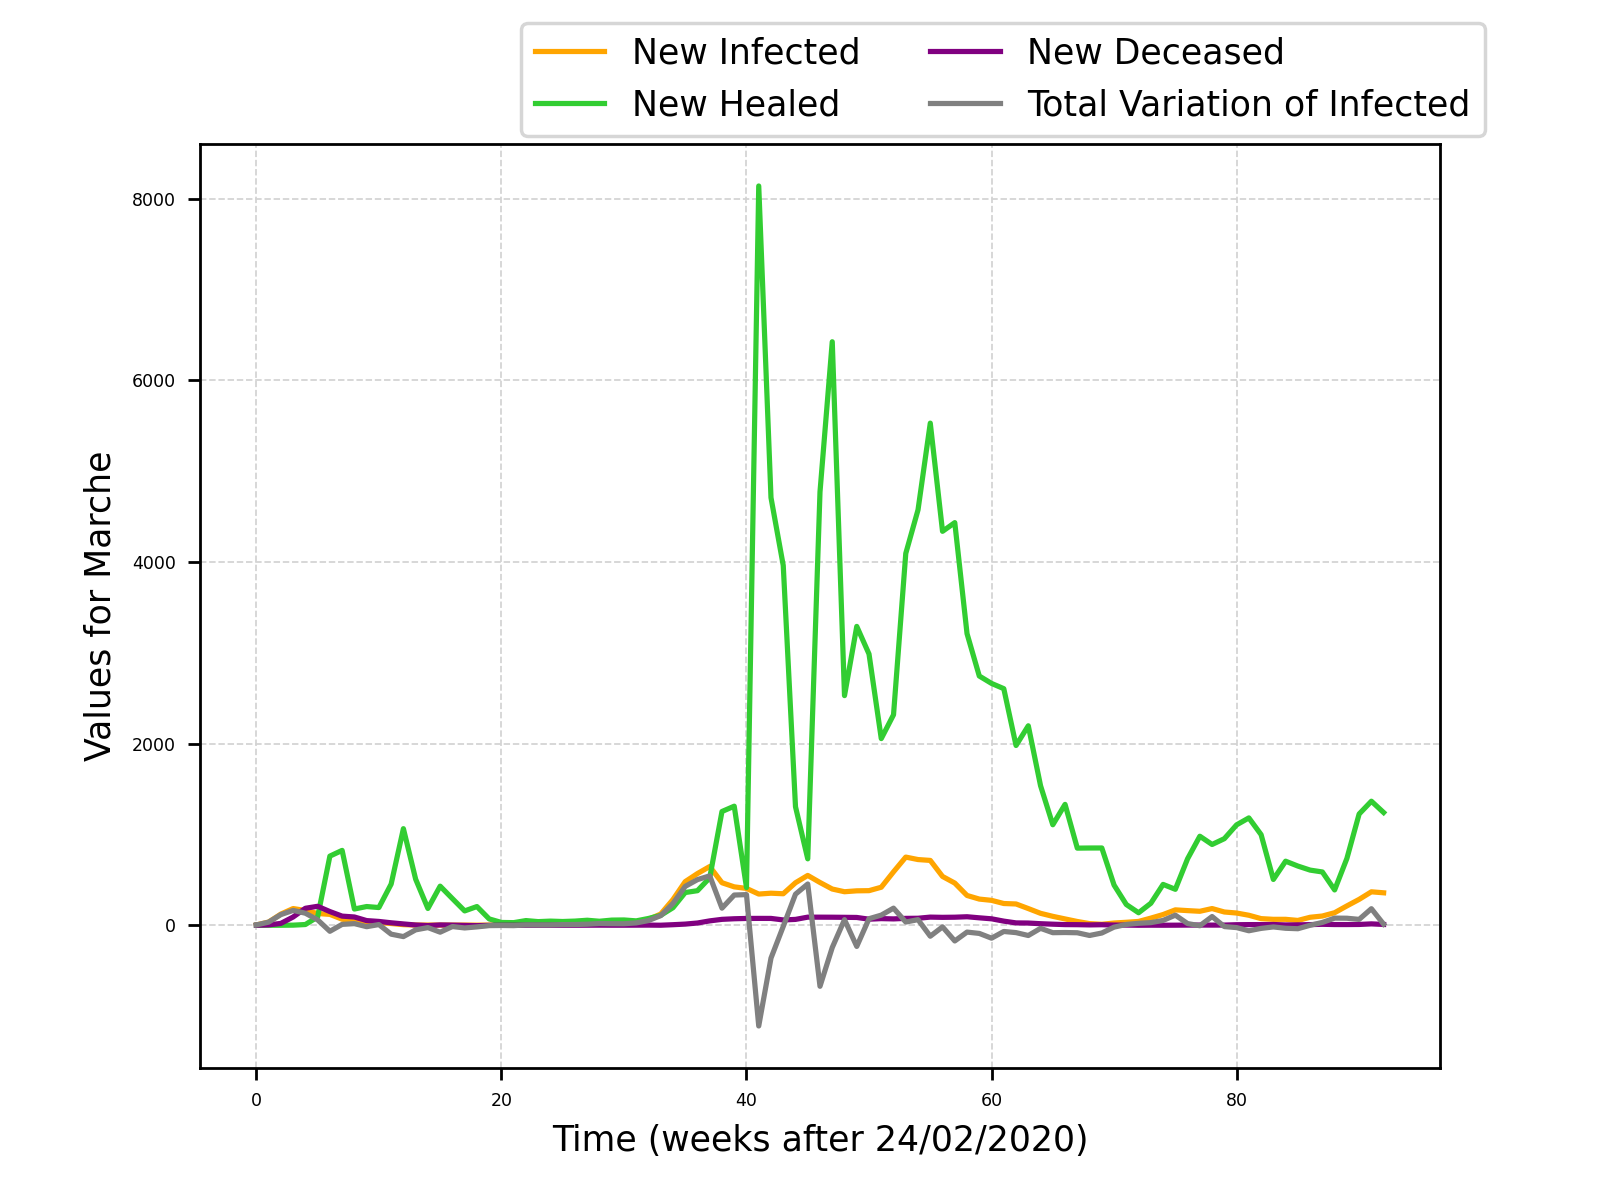 New Infected
New Healed
New Deceased
Total Variation of Infected
Values for Marche
8000
6000
4000
2000
0
0
20
40
60
80
Time (weeks after 24/02/2020)